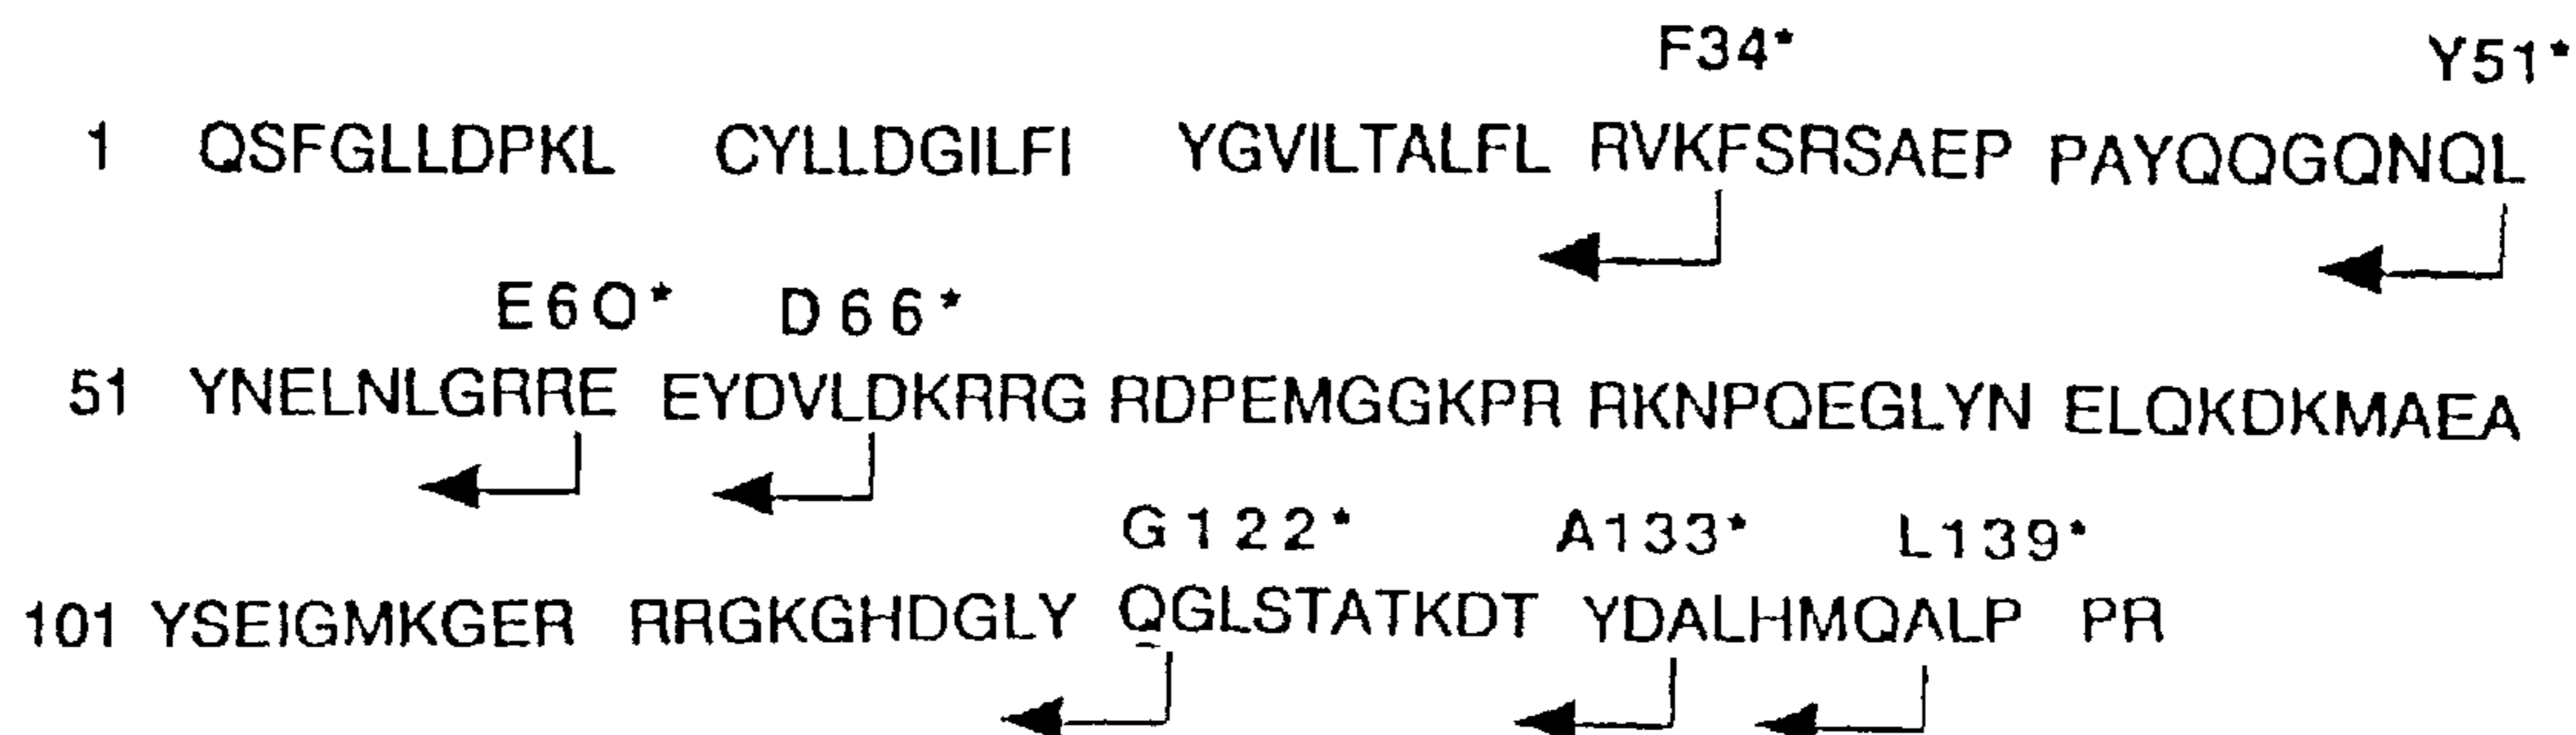 F34* Y51*
1 QSFGLLDPKL CYLLDGILFI YGVILTALFL RVKFSRSAEP PAYQQGQNQL
E60* D66*
51 YNELNLGRRE EYDVLDKRRG RDPEMGGKPR RKNPQEGLYN ELQKDKMAEA
G122* A133* L139*
101 YSEIGMKGER RRGKGHDGLY QGLSTATKDT YDALHMQALP PR